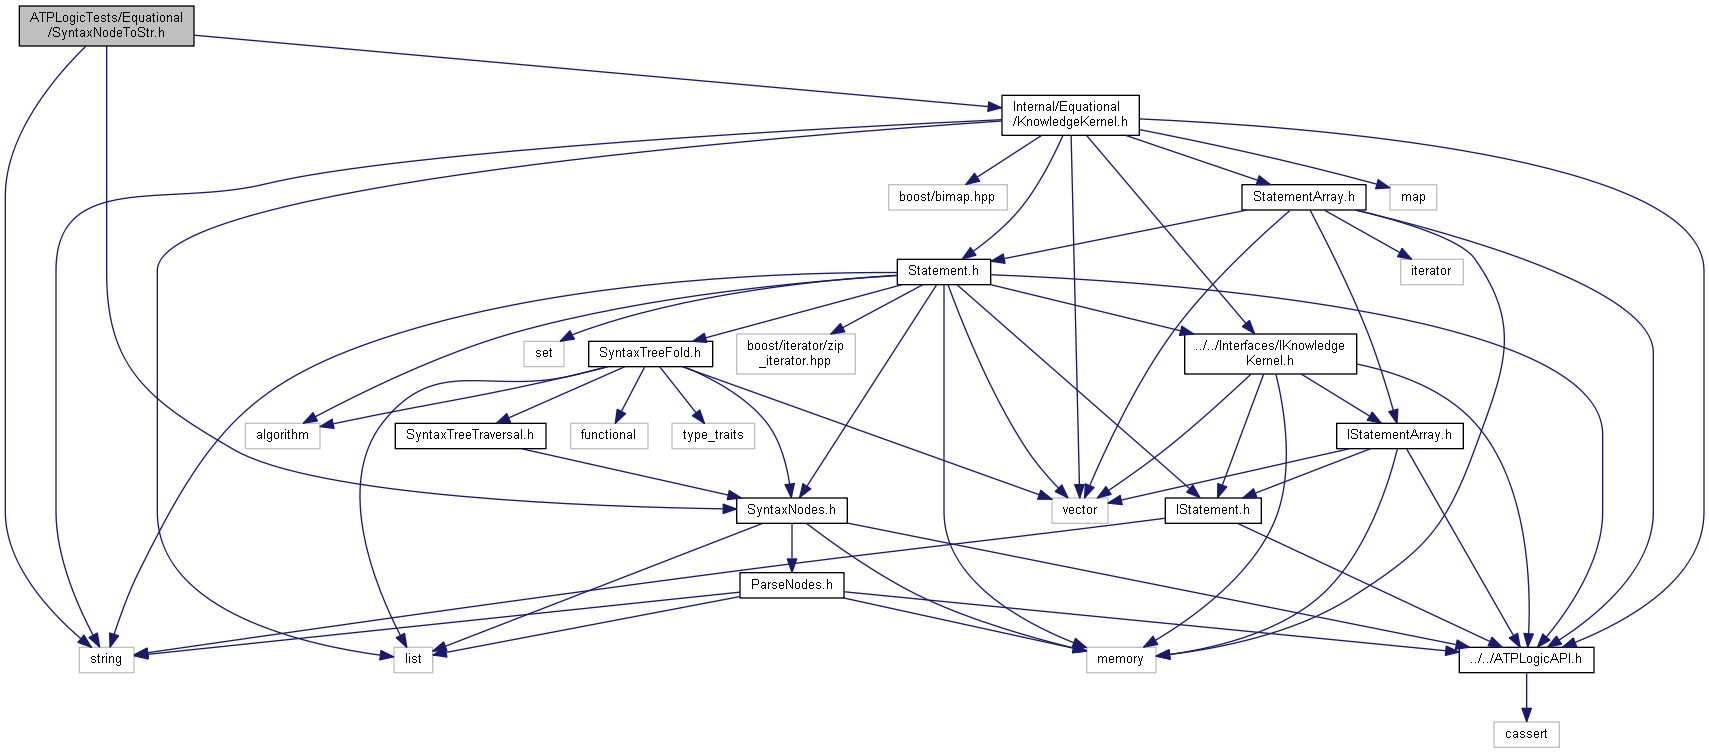 ATPLogicTests/Equational
/SyntaxNodeToStr.h
Internal/Equational
/KnowledgeKernel.h
boost/bimap.hpp
StatementArray.h
map
Statement.h
iterator
set
SyntaxTreeFold.h
boost/iterator/zip
_iterator.hpp
../../Interfaces/IKnowledge
Kernel.h
algorithm
SyntaxTreeTraversal.h
functional
type_traits
IStatementArray.h
SyntaxNodes.h
vector
IStatement.h
ParseNodes.h
string
list
memory
../../ATPLogicAPI.h
cassert